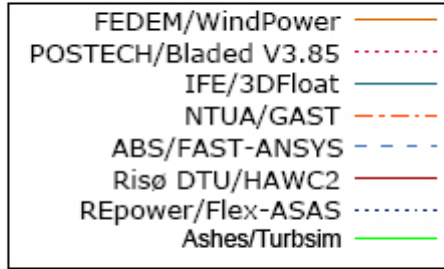 FEDEM/WindPower
POSTECH/Bladed V3.85
IFE/3DFloat
NTUA/GAST
ABS/FAST-ANSYS
Risø DTU/HAWC2
REpower/Flex-ASAS
Ashes/Turbsim